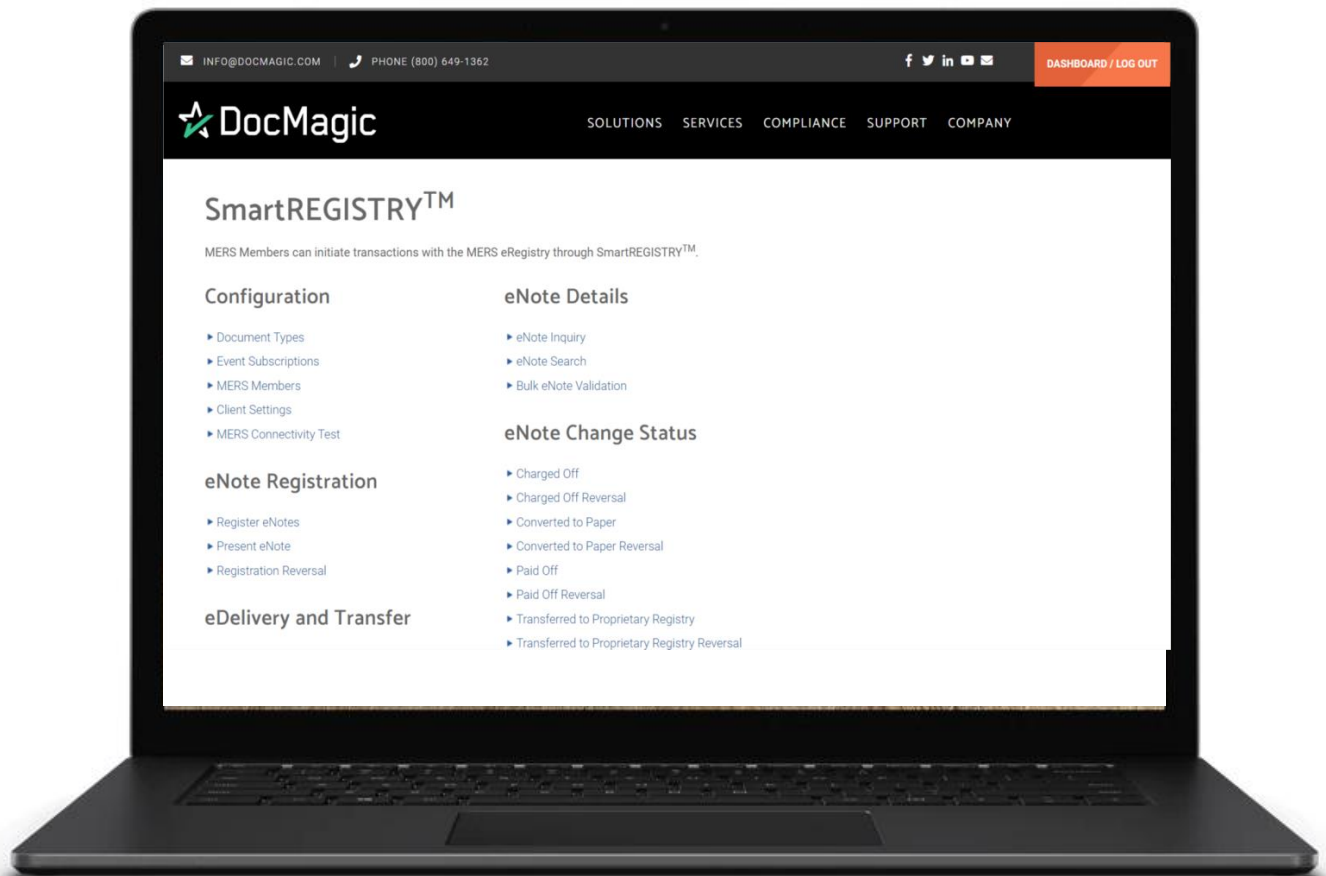 INFO@DOCMAGIC.COM | PHONE (800) 649-1362
DASHBOARD / LOG OUT
DocMagic
SOLUTIONS SERVICES COMPLIANCE SUPPORT COMPANY
SmartREGISTRY™
MERS Members can initiate transactions with the MERS eRegistry through SmartREGISTRY™.
Configuration
Document Types
Event Subscriptions
MERS Members
Client Settings
MERS Connectivity Test
eNote Registration
Register eNotes
Present eNote
Registration Reversal
eDelivery and Transfer
eNote Details
eNote Inquiry
eNote Search
Bulk eNote Validation
eNote Change Status
Charged Off
Charged Off Reversal
Converted to Paper
Converted to Paper Reversal
Paid Off
Paid Off Reversal
Transferred to Proprietary Registry
Transferred to Proprietary Registry Reversal